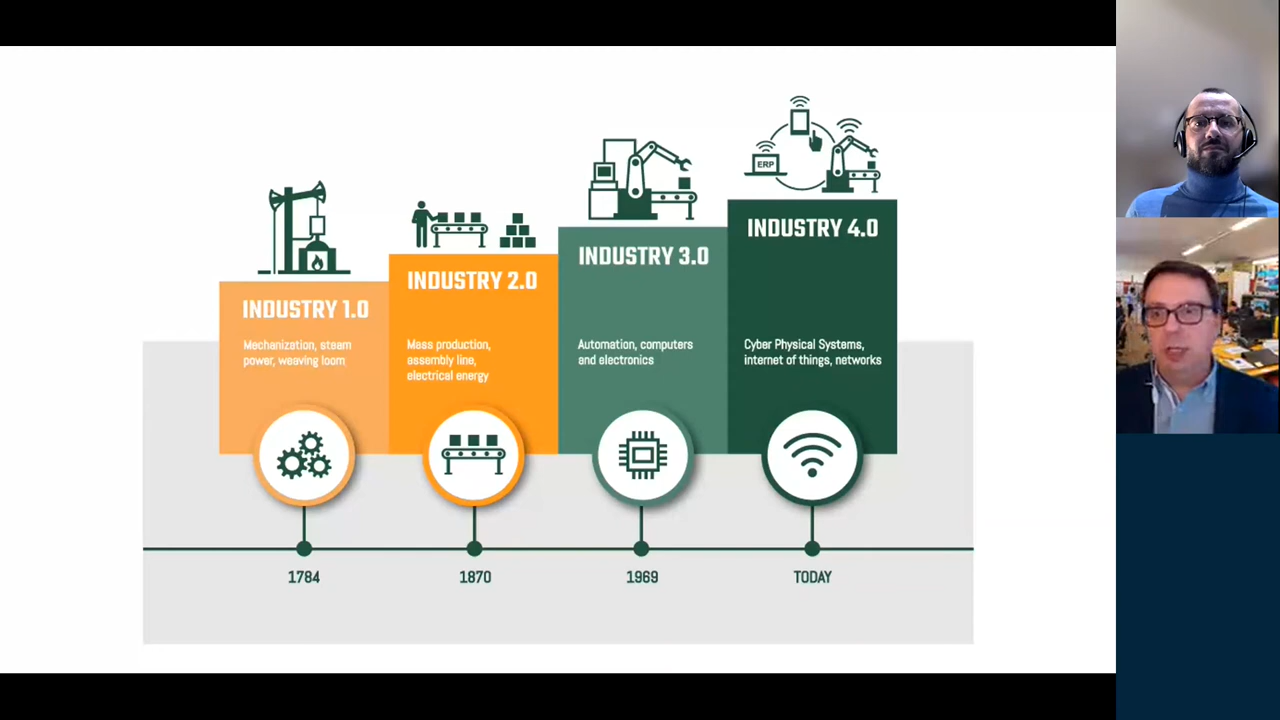 ERP
INDUSTRY 1.0
Mechanization, steam
power, weaving loom
INDUSTRY 2.0
Mass production,
assembly line,
electrical energy
INDUSTRY 3.0
Automation, computers
and electronics
INDUSTRY 4.0
Cyber Physical Systems,
internet of things, networks
1784
1870
1969
TODAY